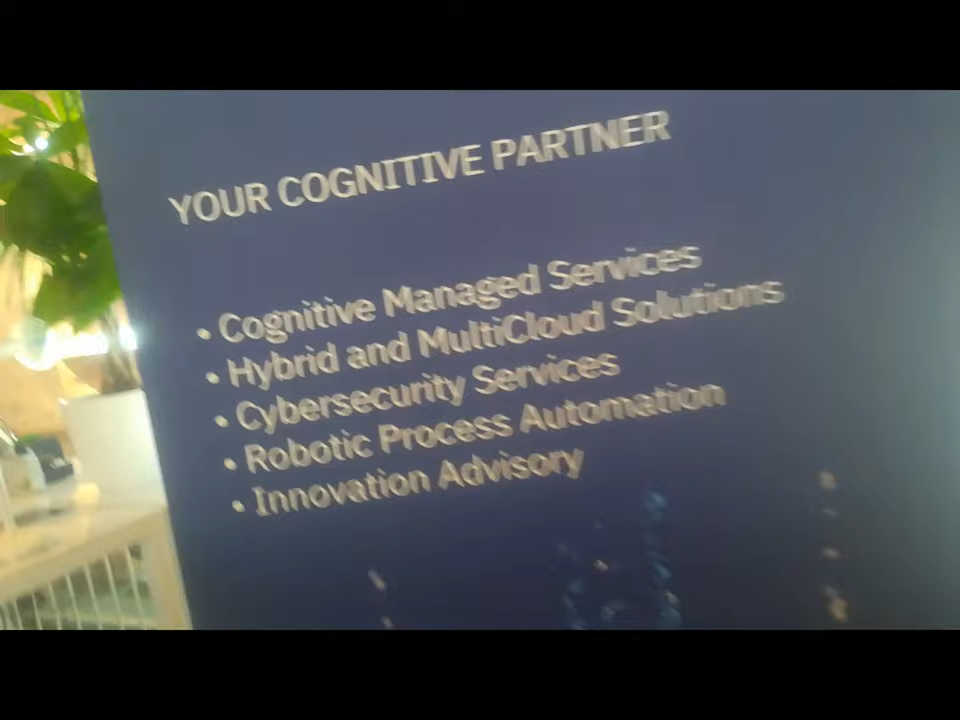 YOUR COGNITIVE PARTNER
• Cognitive Managed Services
• Hybrid and MultiCloud Solutions
• Cybersecurity Services
• Robotic Process Automation
• Innovation Advisory